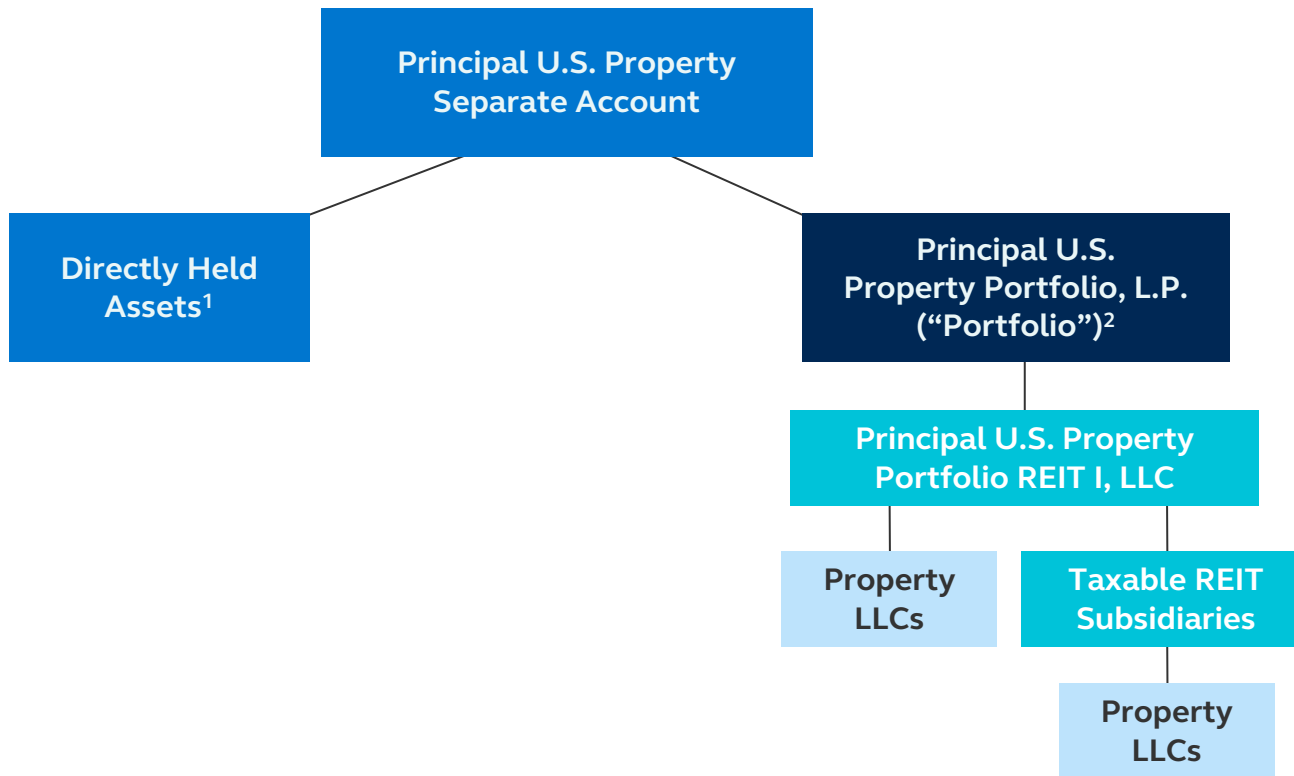 Principal U.S. Property
Separate Account
Directly Held
Assets¹
Principal U.S.
Property Portfolio, L.P.
(“Portfolio”)²
Principal U.S. Property
Portfolio REIT I, LLC
Property
LLCs
Taxable REIT
Subsidiaries
Property
LLCs